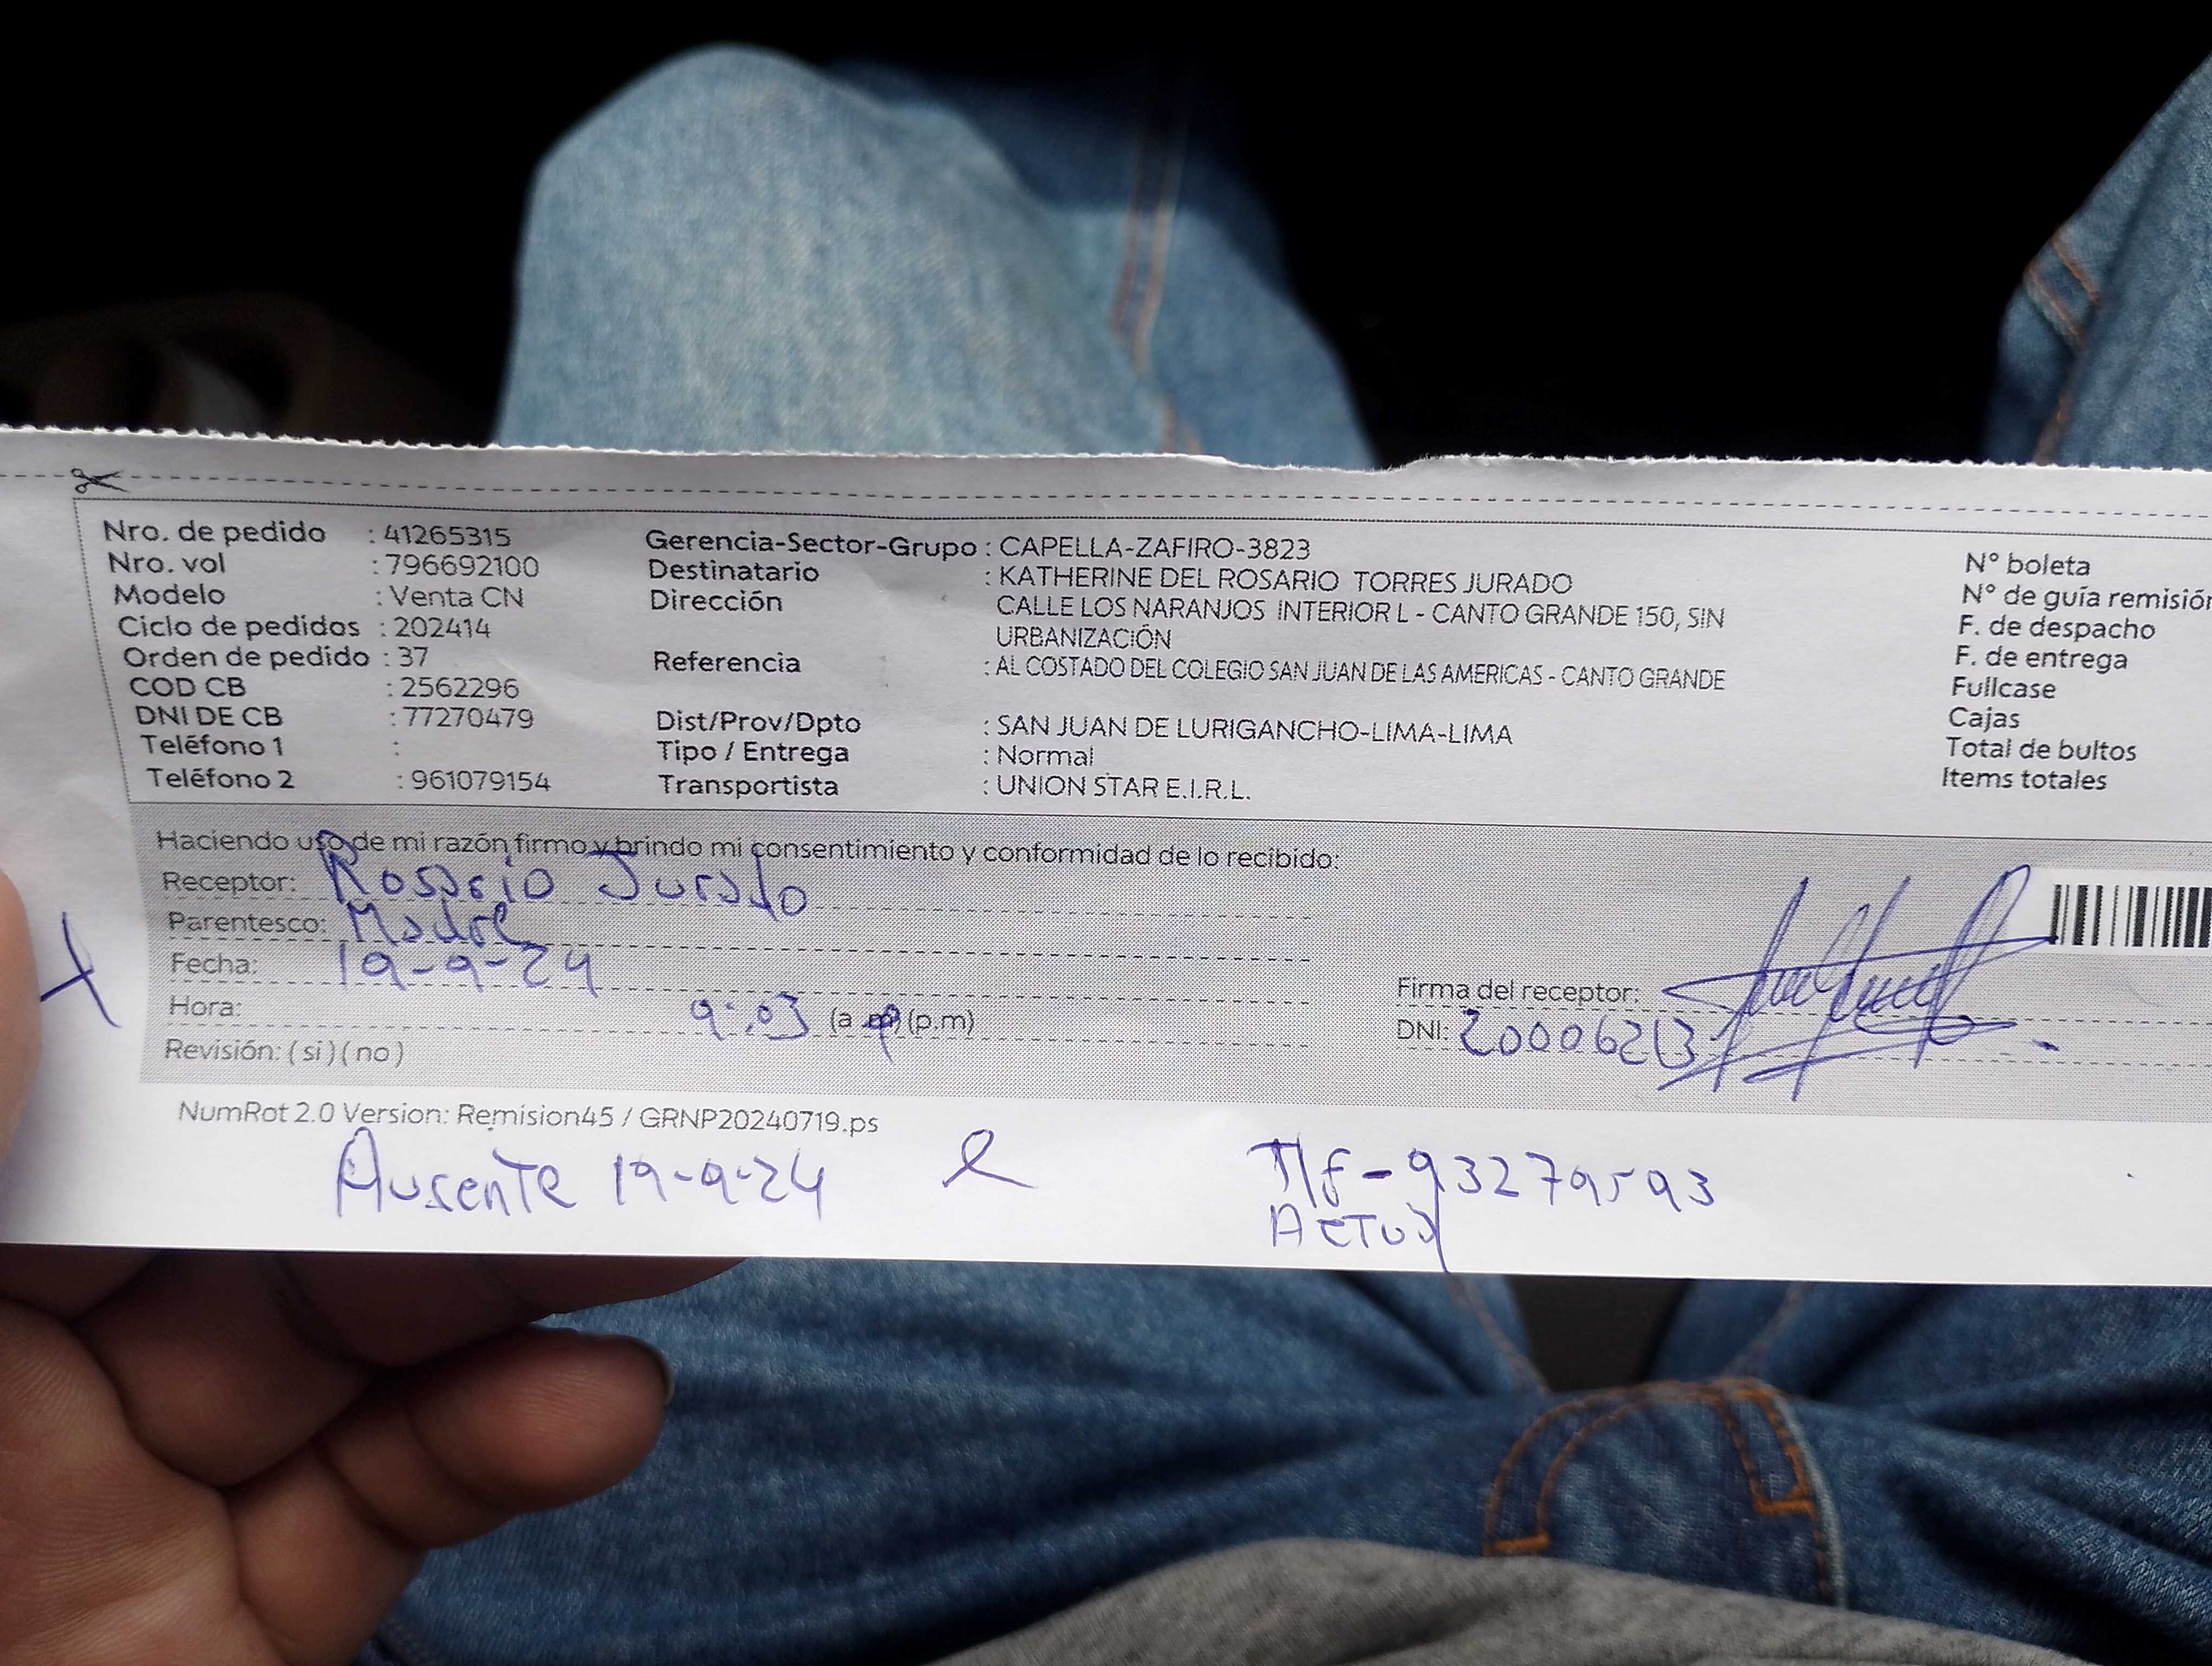 Nro. de pedido : 41265315
Nro. vol : 796692100
Modelo : Venta CN
Ciclo de pedidos : 202414
Orden de pedido : 37
COD CB : 2562296
DNI DE CB : 77270479
Teléfono 1 :
Teléfono 2 : 961079154
Gerencia-Sector-Grupo : CAPELLA-ZAFIRO-3823
Destinatario : KATHERINE DEL ROSARIO TORRES JURADO
Dirección CALLE LOS NARANJOS INTERIOR L - CANTO GRANDE 150, SIN
URBANIZACIÓN
Referencia : AL COSTADO DEL COLEGIO SAN JUAN DE LAS AMERICAS - CANTO GRANDE
Dist/Prov/Dpto : SAN JUAN DE LURIGANCHO-LIMA-LIMA
Tipo / Entrega : Normal
Transportista : UNION STAR E.I.R.L.
N° boleta
N° de guía remisión
F. de despacho
F. de entrega
Fullcase
Cajas
Total de bultos
Items totales
Haciendo uso de mi razón firmo y brindo mi consentimiento y conformidad de lo recibido:
Receptor: Rosario Jurado
Parentesco: Madre
Fecha: 19-9-24
Hora: 9:03 (a.m) (p.m)
Revisión: ( si ) ( no )
Firma del receptor:
DNI: 20006213
NumRot 2.0 Version: Remision45 / GRNP20240719.ps
Ausente 19-9-24
Tlf-93279593
Actual